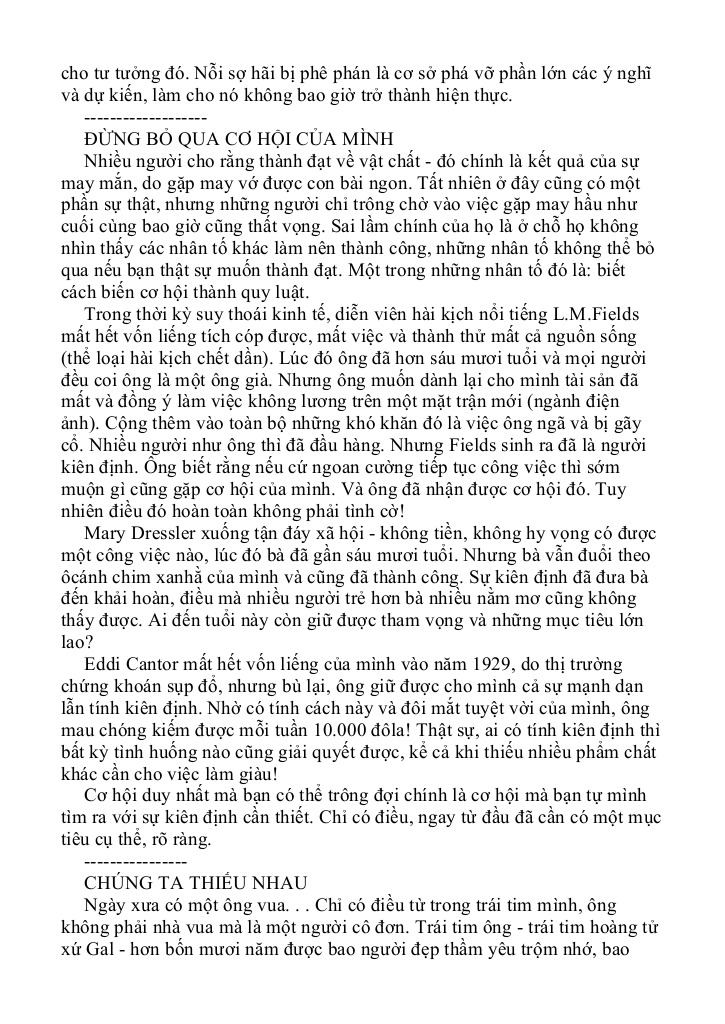 cho tư tưởng đó. Nỗi sợ hãi bị phê phán là cơ sở phá vỡ phần lớn các ý nghĩ
và dự kiến, làm cho nó không bao giờ trở thành hiện thực.
-------------------
ĐỪNG BỎ QUA CƠ HỘI CỦA MÌNH
Nhiều người cho rằng thành đạt về vật chất - đó chính là kết quả của sự
may mắn, do gặp may vớ được con bài ngon. Tất nhiên ở đây cũng có một
phần sự thật, nhưng những người chỉ trông chờ vào việc gặp may hầu như
cuối cùng bao giờ cũng thất vọng. Sai lầm chính của họ là ở chỗ họ không
nhìn thấy các nhân tố khác làm nên thành công, những nhân tố không thể bỏ
qua nếu bạn thật sự muốn thành đạt. Một trong những nhân tố đó là: biết
cách biến cơ hội thành quy luật.
Trong thời kỳ suy thoái kinh tế, diễn viên hài kịch nổi tiếng L.M.Fields
mất hết vốn liếng tích cóp được, mất việc và thành thử mất cả nguồn sống
(thể loại hài kịch chết dần). Lúc đó ông đã hơn sáu mươi tuổi và mọi người
đều coi ông là một ông già. Nhưng ông muốn dành lại cho mình tài sản đã
mất và đồng ý làm việc không lương trên một mặt trận mới (ngành điện
ảnh). Cộng thêm vào toàn bộ những khó khăn đó là việc ông ngã và bị gãy
cổ. Nhiều người như ông thì đã đầu hàng. Nhưng Fields sinh ra đã là người
kiên định. Ông biết rằng nếu cứ ngoan cường tiếp tục công việc thì sớm
muộn gì cũng gặp cơ hội của mình. Và ông đã nhận được cơ hội đó. Tuy
nhiên điều đó hoàn toàn không phải tình cờ!
Mary Dressler xuống tận đáy xã hội - không tiền, không hy vọng có được
một công việc nào, lúc đó bà đã gần sáu mươi tuổi. Nhưng bà vẫn đuổi theo
ôcánh chim xanhằ của mình và cũng đã thành công. Sự kiên định đã đưa bà
đến khải hoàn, điều mà nhiều người trẻ hơn bà nhiều nằm mơ cũng không
thấy được. Ai đến tuổi này còn giữ được tham vọng và những mục tiêu lớn
lao?
Eddi Cantor mất hết vốn liếng của mình vào năm 1929, do thị trường
chứng khoán sụp đổ, nhưng bù lại, ông giữ được cho mình cả sự mạnh dạn
lẫn tính kiên định. Nhờ có tính cách này và đôi mắt tuyệt vời của mình, ông
mau chóng kiếm được mỗi tuần 10.000 đôla! Thật sự, ai có tính kiên định thì
bất kỳ tình huống nào cũng giải quyết được, kể cả khi thiếu nhiều phẩm chất
khác cần cho việc làm giàu!
Cơ hội duy nhất mà bạn có thể trông đợi chính là cơ hội mà bạn tự mình
tìm ra với sự kiên định cần thiết. Chỉ có điều, ngay từ đầu đã cần có một mục
tiêu cụ thể, rõ ràng.
----------------
CHÚNG TA THIẾU NHAU
Ngày xưa có một ông vua. . . Chỉ có điều từ trong trái tim mình, ông
không phải nhà vua mà là một người cô đơn. Trái tim ông - trái tim hoàng tử
xứ Gal - hơn bốn mươi năm được bao người đẹp thầm yêu trộm nhớ, bao